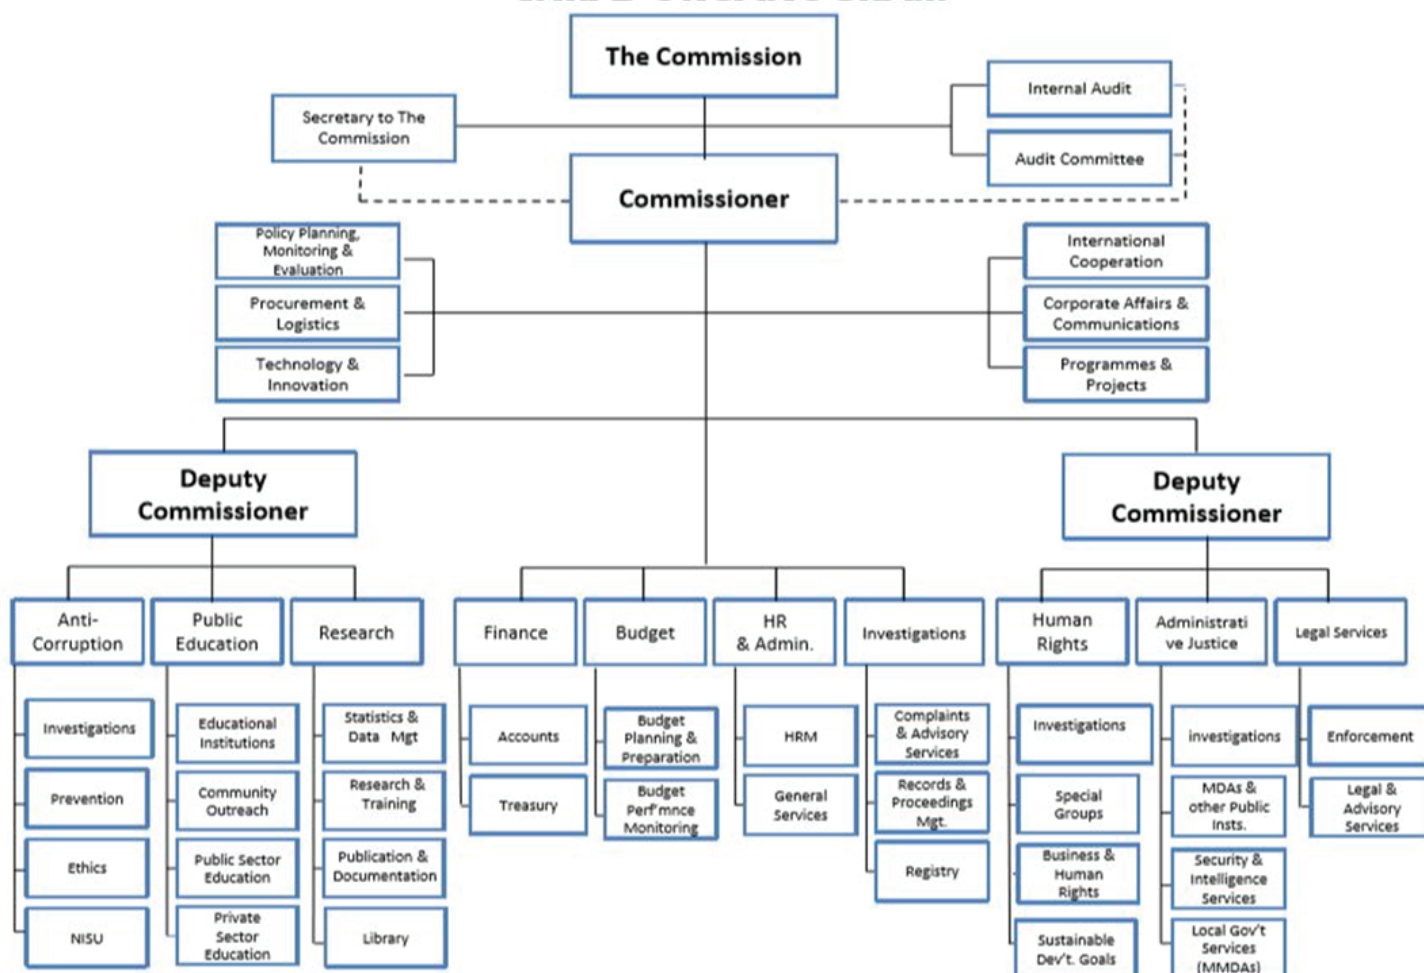 The Commission
Internal Audit
Secretary to The
Commission
Audit Committee
Commissioner
Policy Planning,
Monitoring &
Evaluation
International
Cooperation
Procurement &
Logistics
Corporate Affairs &
Communications
Technology &
Innovation
Programmes &
Projects
Deputy
Commissioner
Deputy
Commissioner
Anti-
Corruption
Public
Education
Research
Finance
Budget
HR
& Admin.
Investigations
Human
Rights
Administrati
ve Justice
Legal Services
Investigations
Prevention
Ethics
NISU
Educational
Institutions
Community
Outreach
Public Sector
Education
Private
Sector
Education
Statistics &
Data Mgt
Research &
Training
Publication &
Documentation
Library
Accounts
Treasury
Budget
Planning &
Preparation
Budget
Perf'mnce
Monitoring
HRM
General
Services
Complaints
& Advisory
Services
Records &
Proceedings
Mgt.
Registry
Investigations
Special
Groups
Business &
Human
Rights
Sustainable
Dev't. Goals
investigations
MDAs &
other Public
Insts.
Security &
Intelligence
Services
Local Gov't
Services
(MMDAs)
Enforcement
Legal &
Advisory
Services